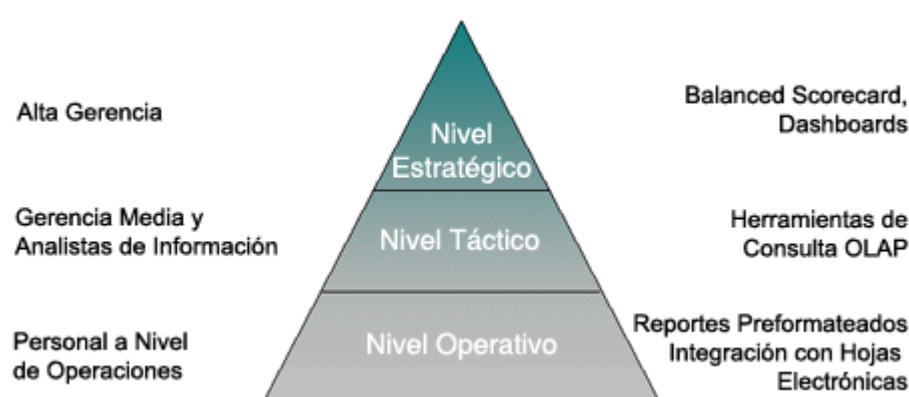 Alta Gerencia
Nivel
Estratégico
Balanced Scorecard,
Dashboards
Gerencia Media y
Analistas de Información
Nivel Táctico
Herramientas de
Consulta OLAP
Personal a Nivel
de Operaciones
Nivel Operativo
Reportes Preformateados
Integración con Hojas
Electrónicas